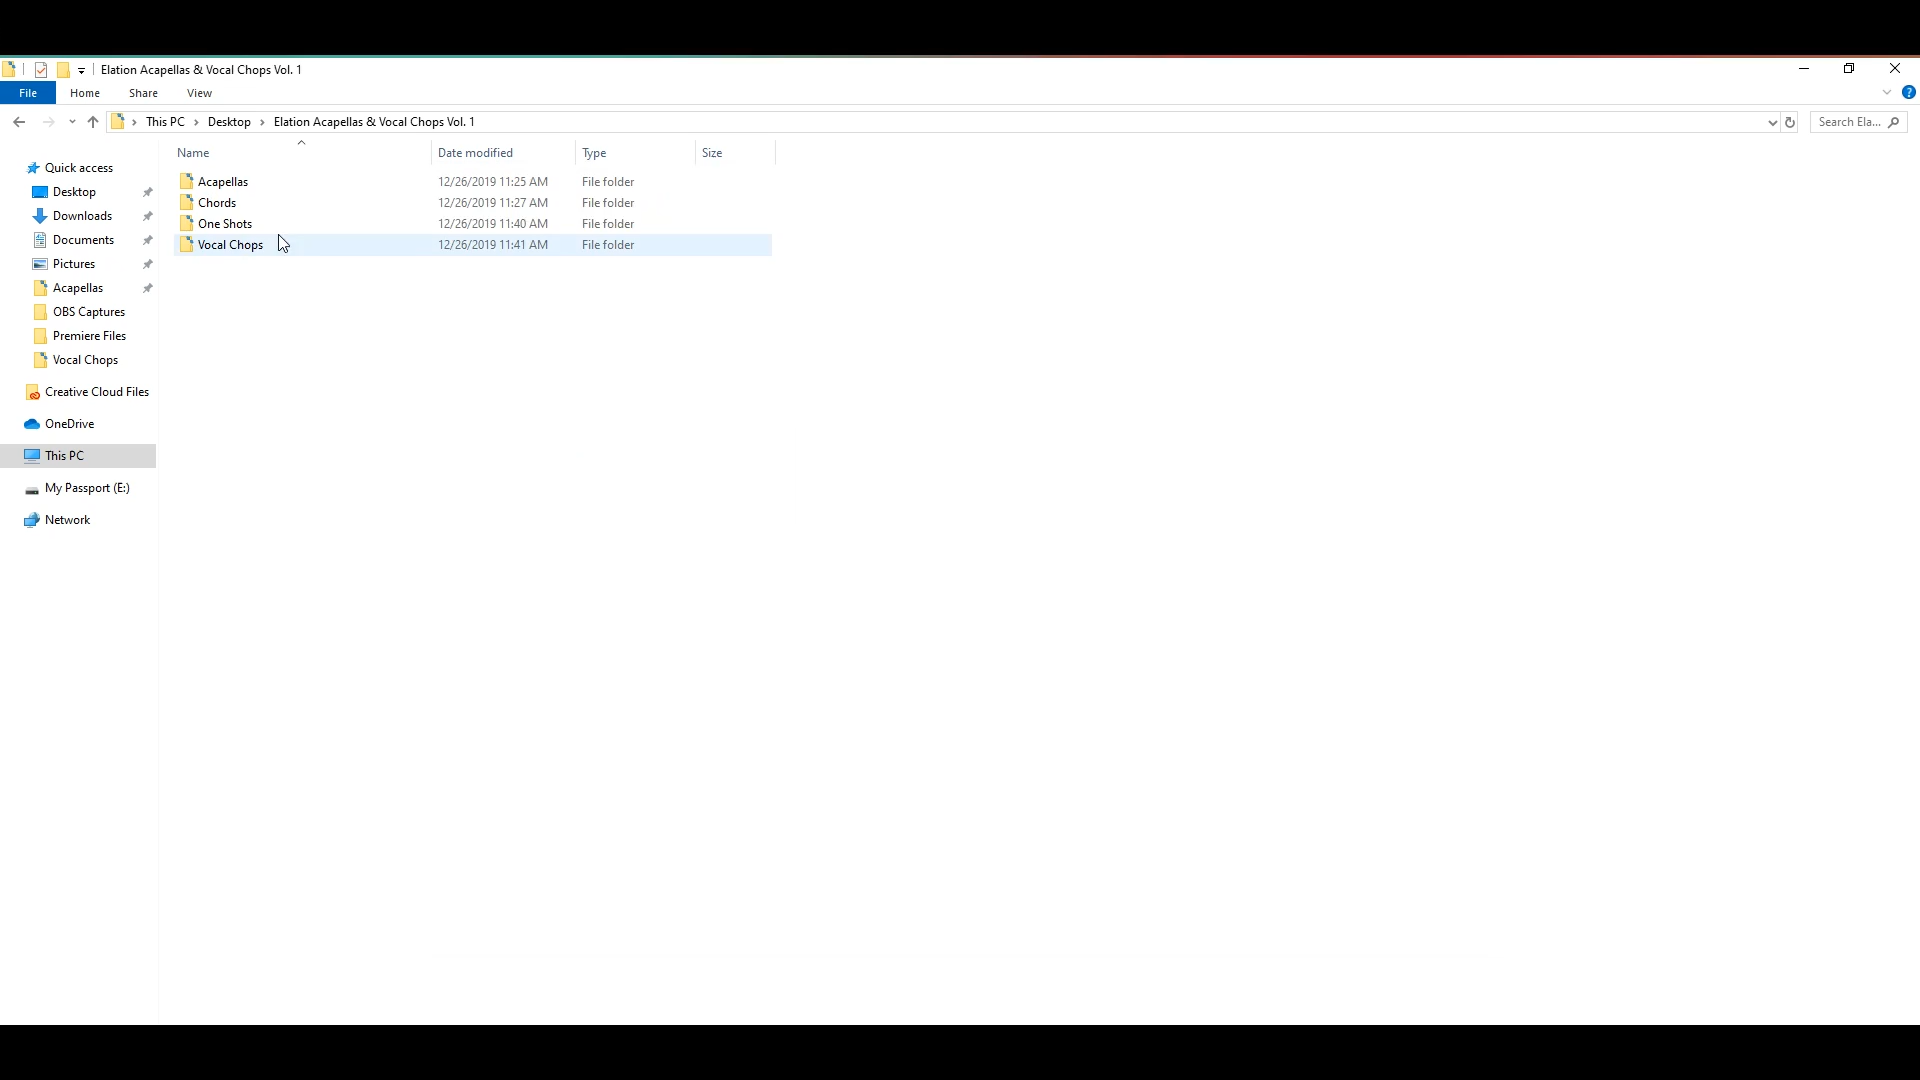 Elation Acapellas & Vocal Chops Vol. 1
File Home Share View
This PC Desktop Elation Acapellas & Vocal Chops Vol. 1 Search Ela...
Name Date modified Type Size
Acapellas 12/26/2019 11:25 AM File folder
Chords 12/26/2019 11:27 AM File folder
One Shots 12/26/2019 11:40 AM File folder
Vocal Chops 12/26/2019 11:41 AM File folder
Quick access
Desktop
Downloads
Documents
Pictures
Acapellas
OBS Captures
Premiere Files
Vocal Chops
Creative Cloud Files
OneDrive
This PC
My Passport (E:)
Network